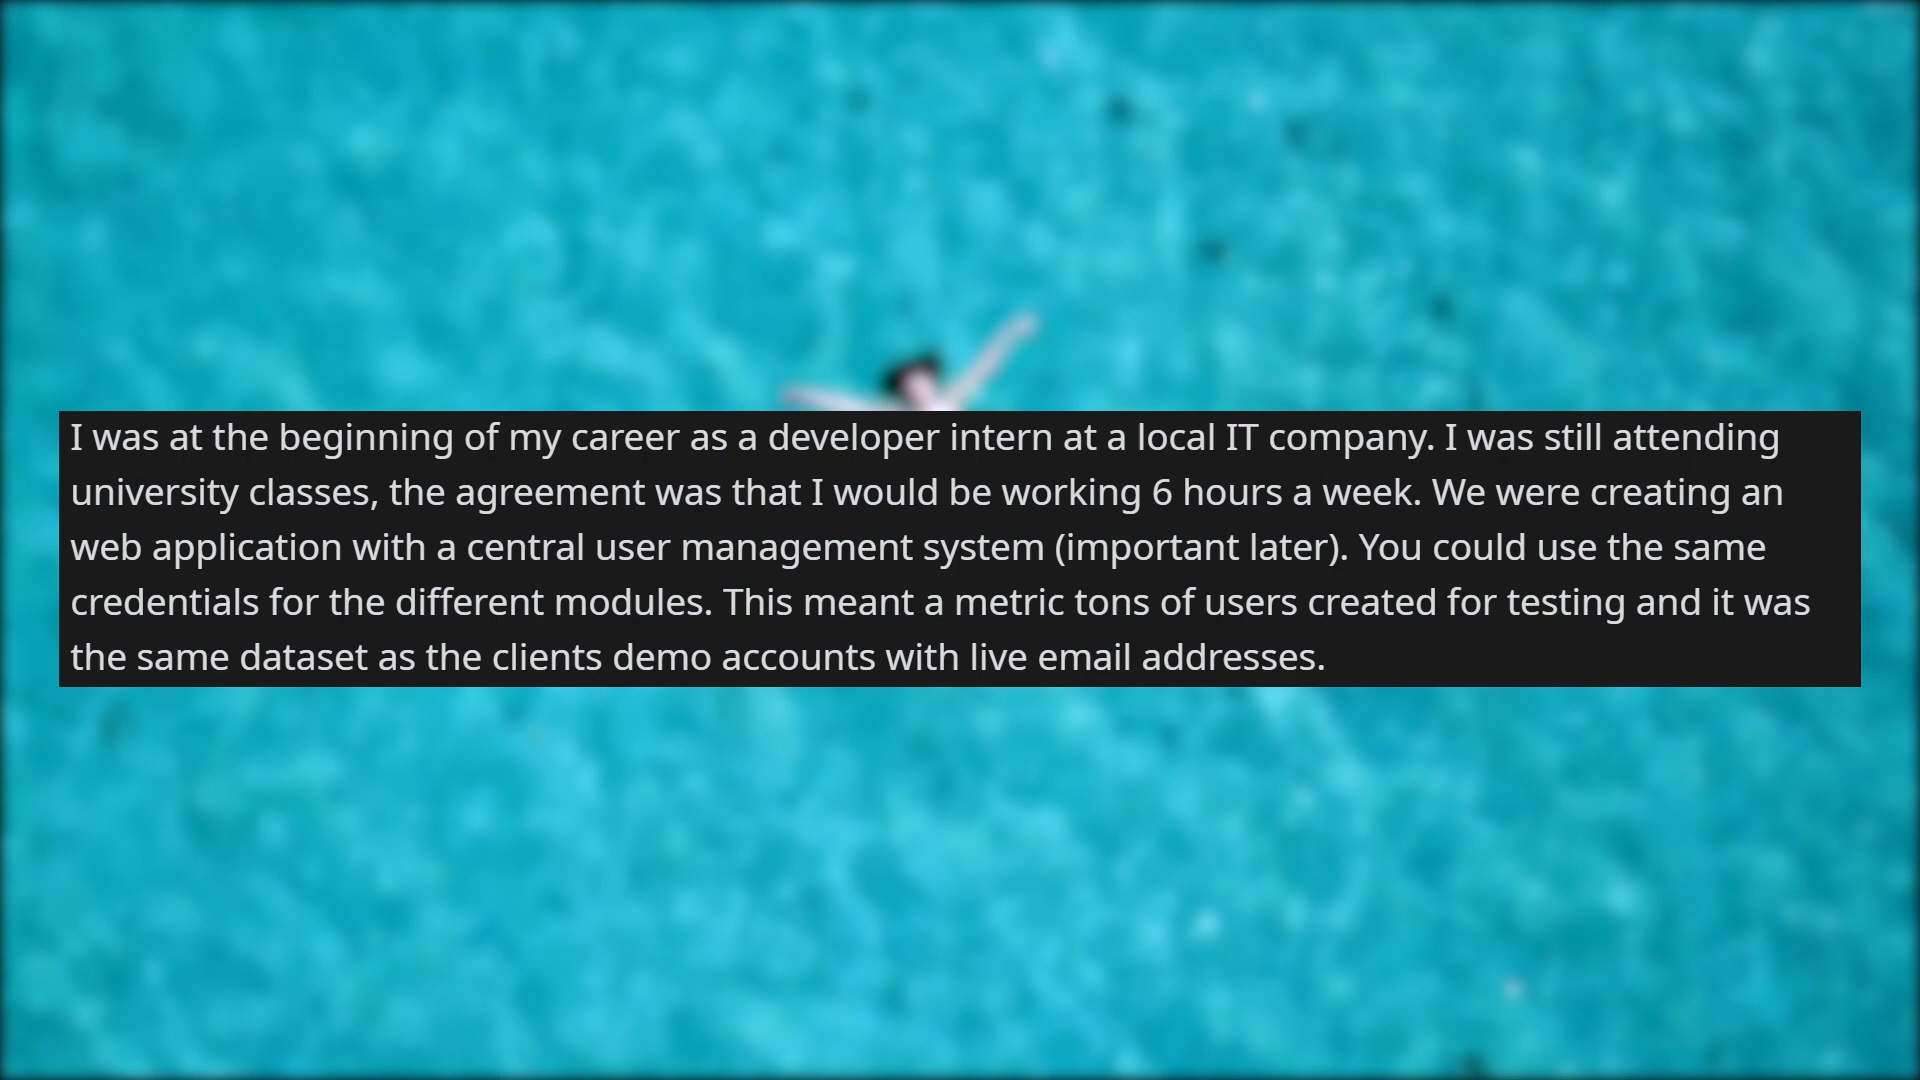 I was at the beginning of my career as a developer intern at a local IT company. I was still attending
university classes, the agreement was that I would be working 6 hours a week. We were creating an
web application with a central user management system (important later). You could use the same
credentials for the different modules. This meant a metric tons of users created for testing and it was
the same dataset as the clients demo accounts with live email addresses.